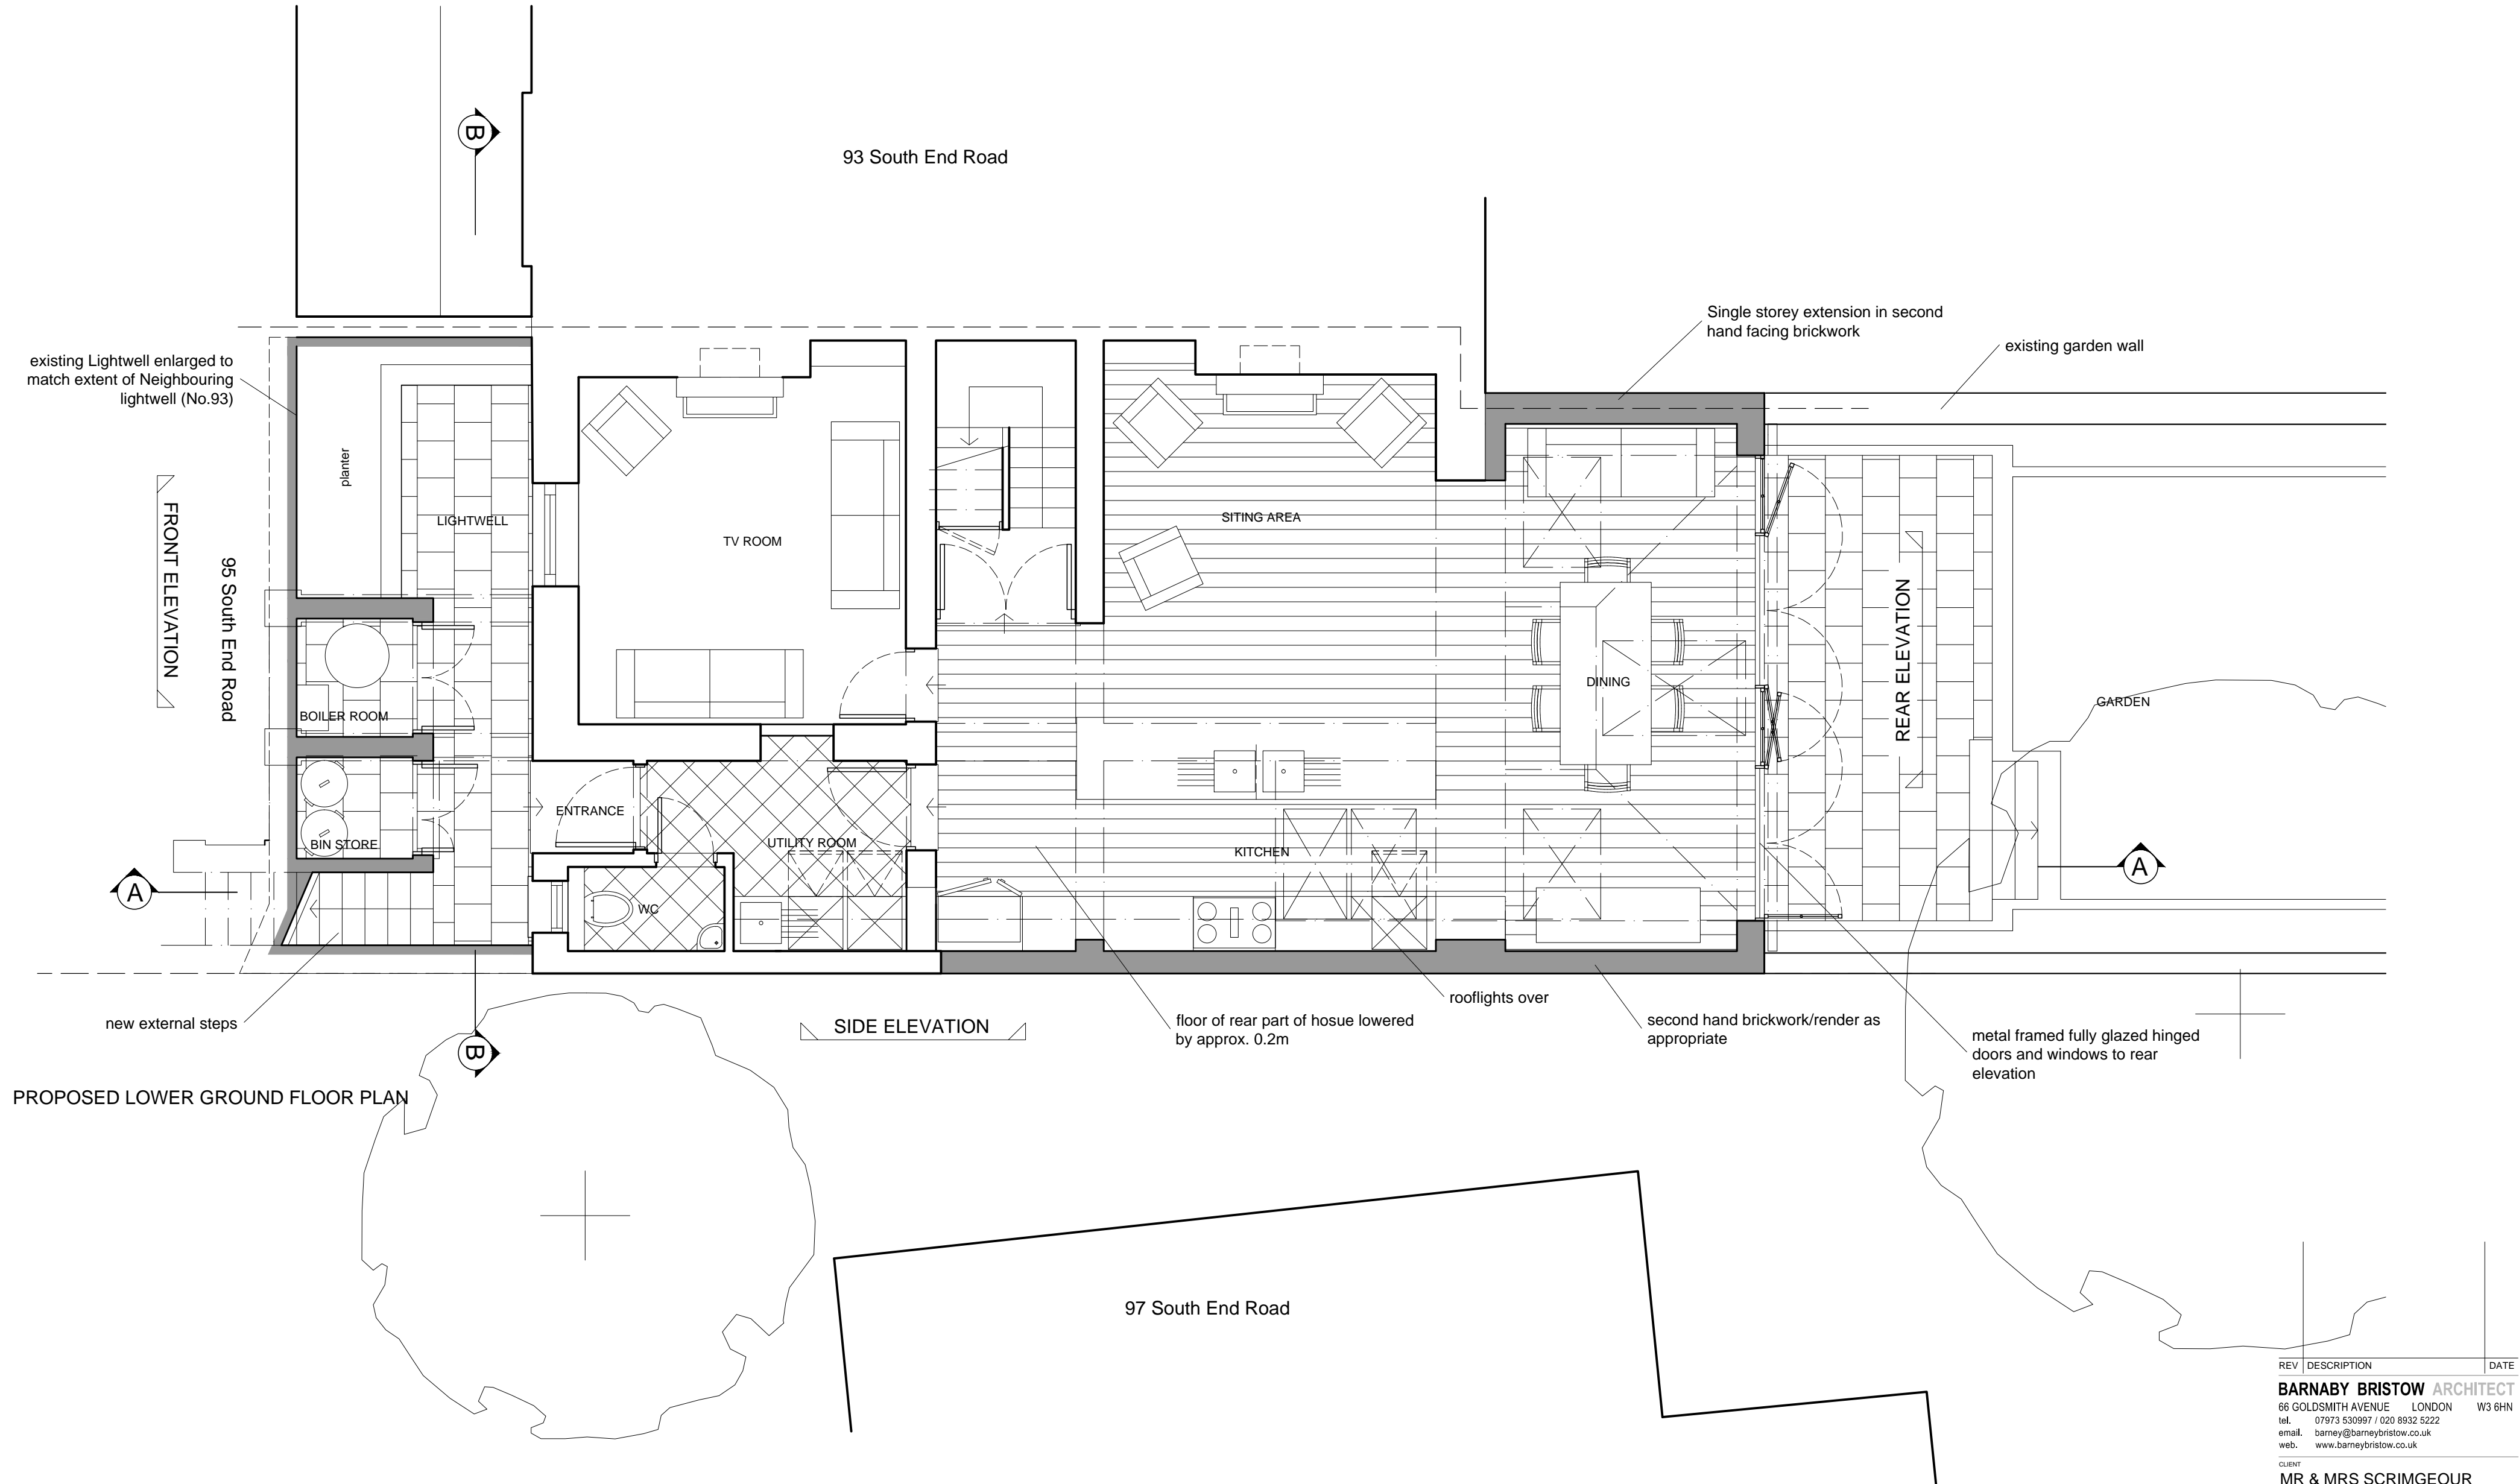 B
93 South End Road
Single storey extension in second
hand facing brickwork
existing garden wall
existing Lightwell enlarged to
match extent of Neighbouring
lightwell (No.93)
planter
FRONT ELEVATION
95 South End Road
LIGHTWELL
TV ROOM
SITING AREA
DINING
REAR ELEVATION
GARDEN
BOILER ROOM
ENTRANCE
BIN STORE
UTILITY ROOM
KITCHEN
WC
A
A
new external steps
B
SIDE ELEVATION
floor of rear part of hosue lowered
by approx. 0.2m
rooflights over
second hand brickwork/render as
appropriate
metal framed fully glazed hinged
doors and windows to rear
elevation
PROPOSED LOWER GROUND FLOOR PLAN
97 South End Road
REV DESCRIPTION DATE
BARNABY BRISTOW ARCHITECT
66 GOLDSMITH AVENUE LONDON W3 6HN
tel. 07973 530997 / 020 8932 5222
email. barney@barneybristow.co.uk
web. www.barneybristow.co.uk
CLIENT
MR & MRS SCRIMGEOUR